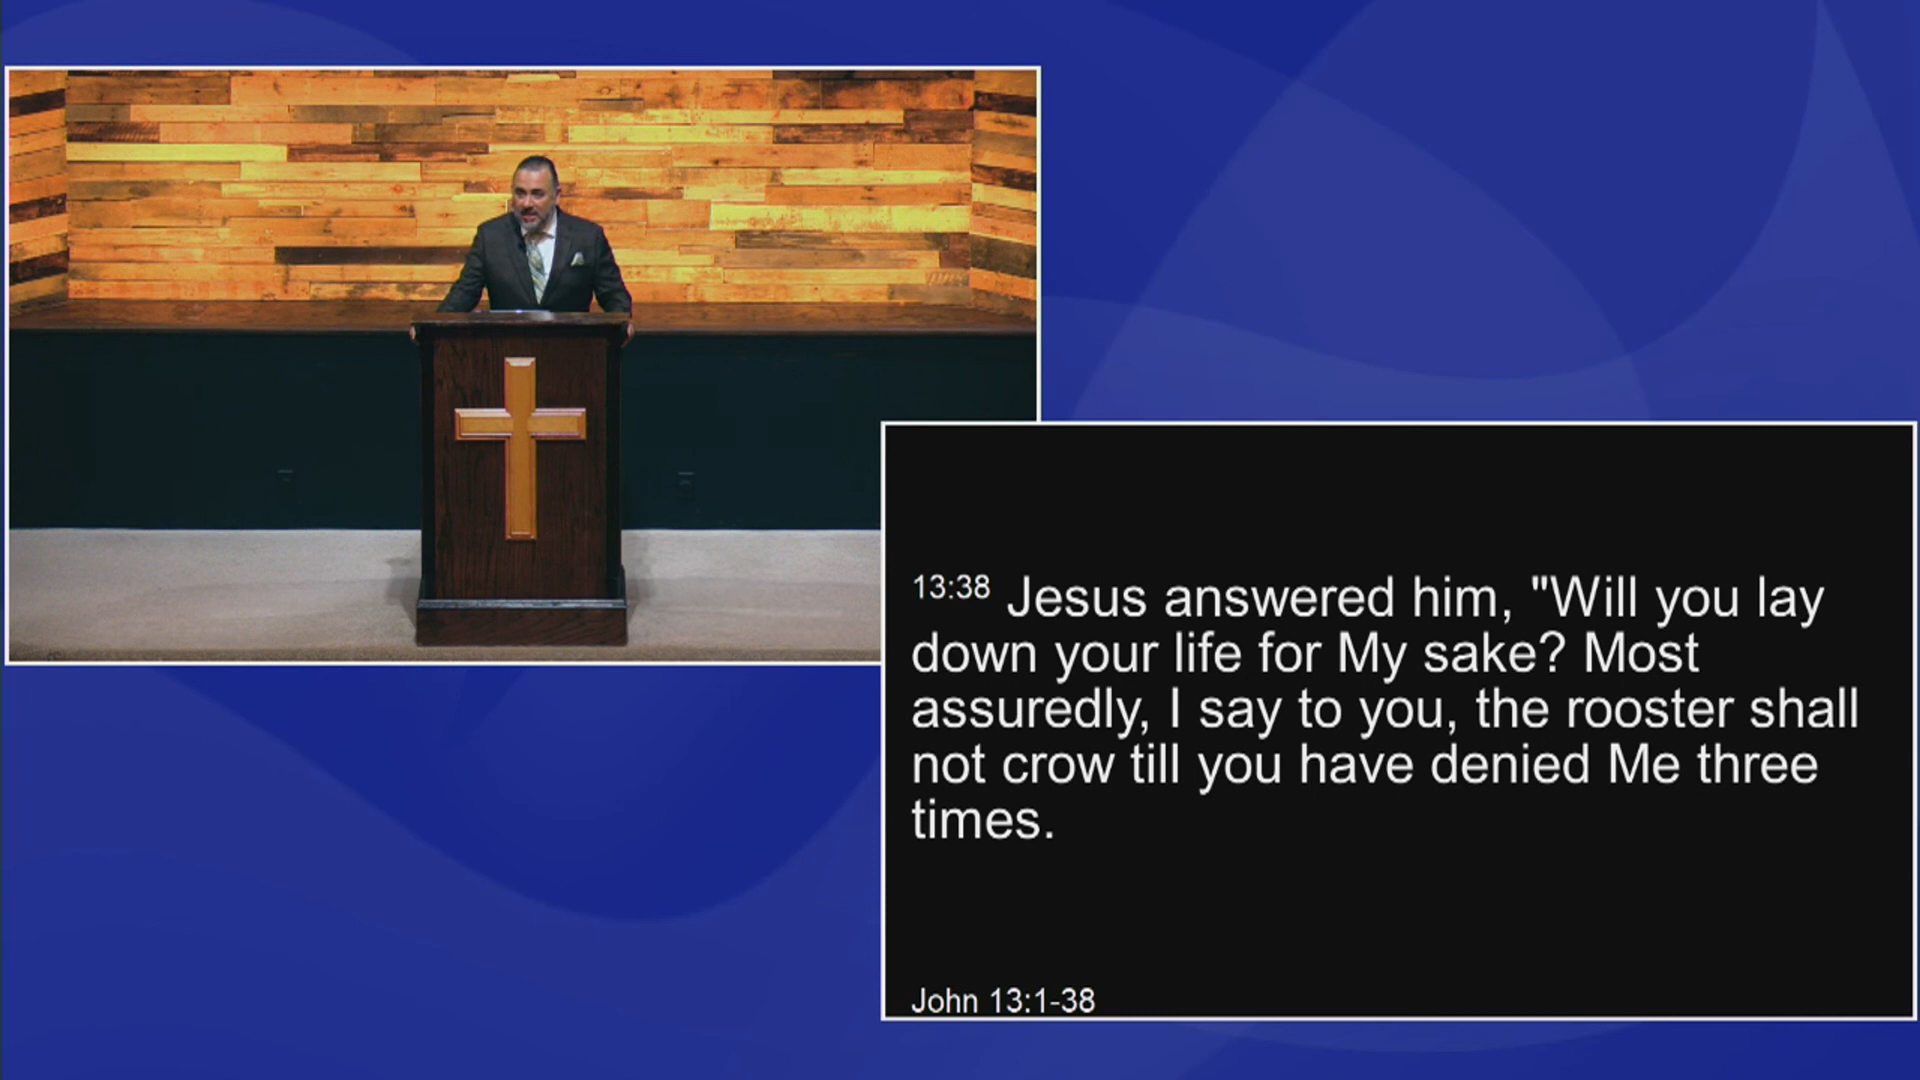 13:38 Jesus answered him, "Will you lay
down your life for My sake? Most
assuredly, I say to you, the rooster shall
not crow till you have denied Me three
times.
John 13:1-38